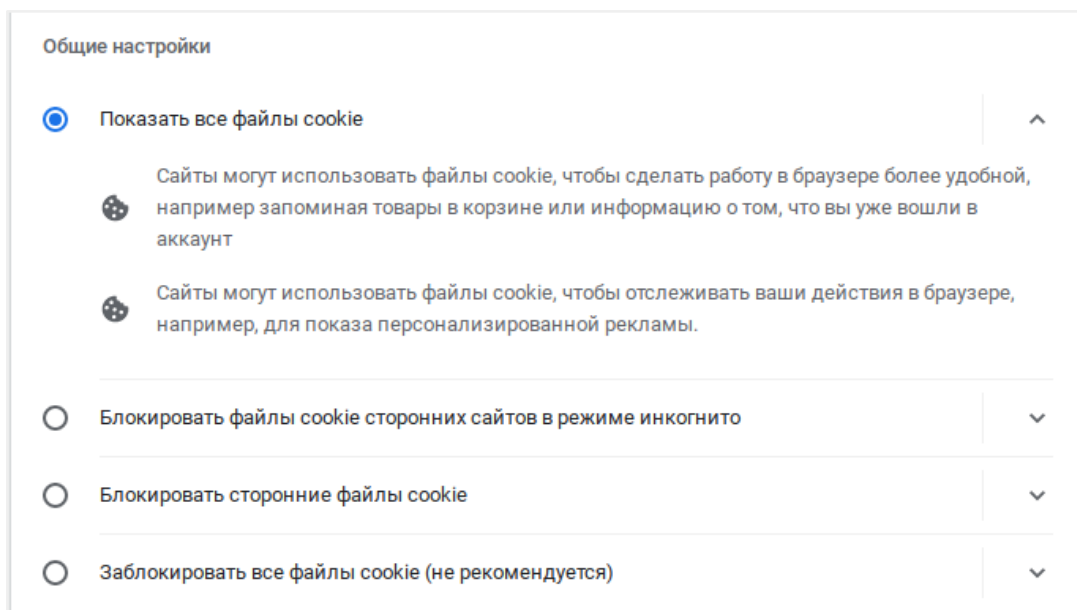 Общие настройки
Показать все файлы cookie
Сайты могут использовать файлы cookie, чтобы сделать работу в браузере более удобной,
например запоминая товары в корзине или информацию о том, что вы уже вошли в
аккаунт
Сайты могут использовать файлы cookie, чтобы отслеживать ваши действия в браузере,
например, для показа персонализированной рекламы.
Блокировать файлы cookie сторонних сайтов в режиме инкогнито
Блокировать сторонние файлы cookie
Заблокировать все файлы cookie (не рекомендуется)